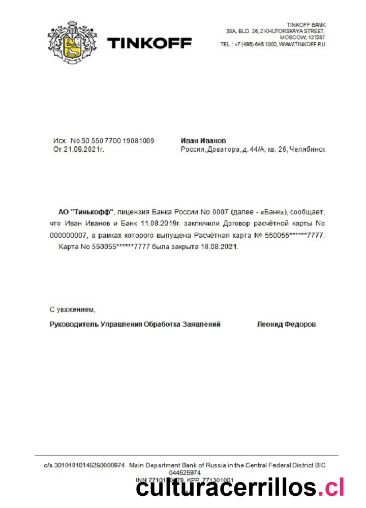 TINKOFF
TINKOFF BANK
38A, BLD. 26, 2 KHUTORSKAYA STREET,
MOSCOW, 127287
TEL.: +7 (495) 648 1000, WWW.TINKOFF.RU
Исх. No 50 550 7700 19081009
От 21.09.2021г.
Иван Иванов
Россия, Доватора, д. 44/А, кв. 26, Челябинск
АО "Тинькофф", лицензия Банка России No 0007 (далее - «Банк»), сообщает,
что Иван Иванов и Банк 11.08.2019г. заключили Договор расчётной карты No
000000007, в рамках которого выпущена Расчётная карта № 550055******7777.
Карта No 550055******7777 была закрыта 18.08.2021.
С уважением,
Руководитель Управления Обработка Заявлений
Леонид Федоров
c/a 30101810145250000974 Main Department Bank of Russia in the Central Federal District BIC
044525974
INN KPP 771301001
culturacerrillos.cl